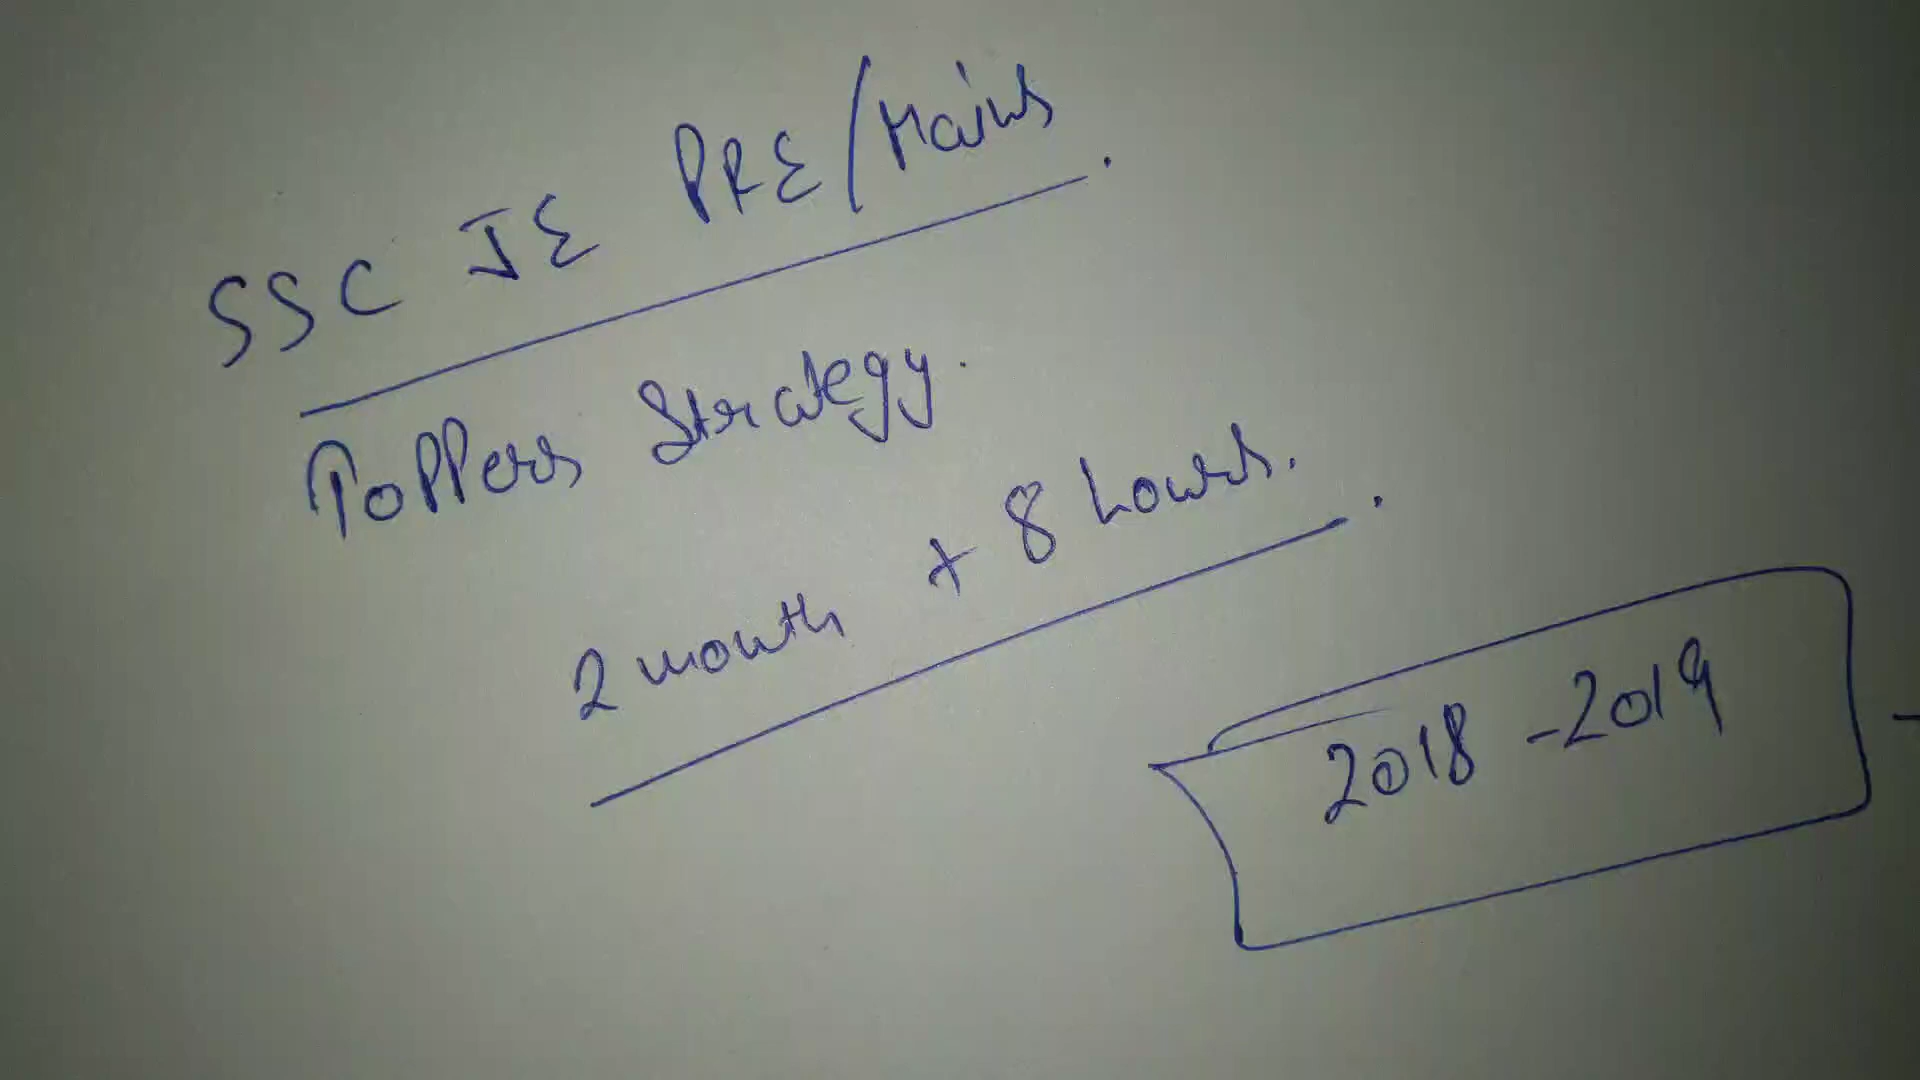 SSC JE PRE/Mains.
Toppers Strategy.
2 month + 8 hours.
2018 - 2019